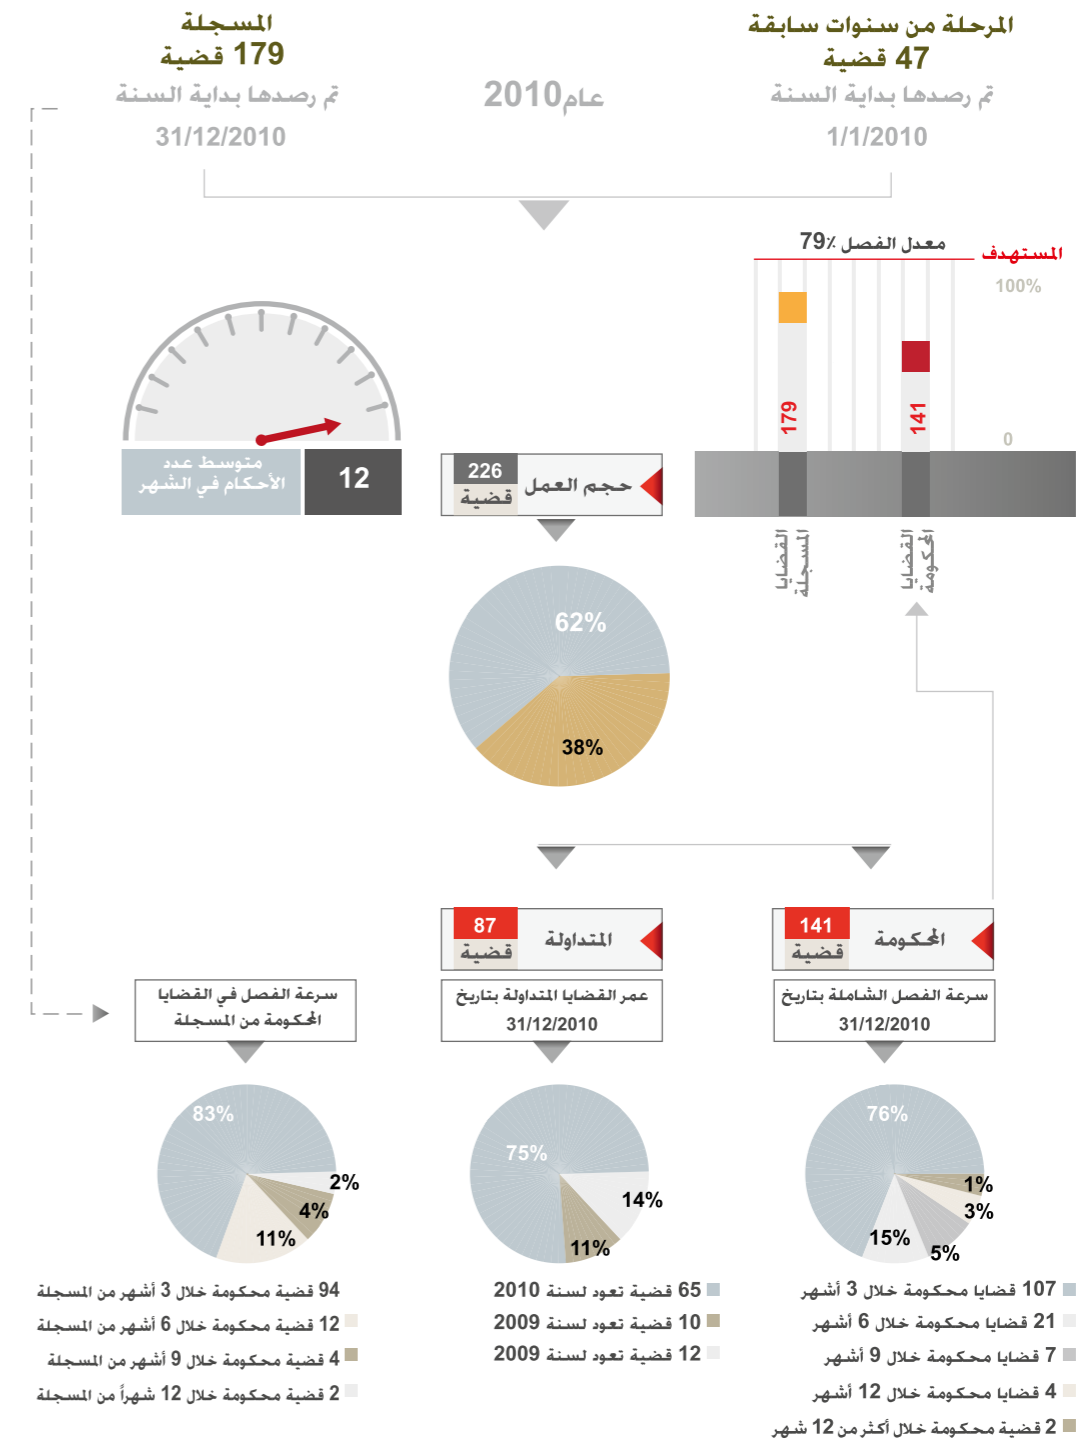 المرحلة من سنوات سابقة
47 قضية
تم رصدها بداية السنة
1/1/2010
عام2010
المسجلة
179 قضية
تم رصدها بداية السنة
31/12/2010
معدل الفصل 79٪
المستهدف
100%
0
179
141
القضايا
المسجلة
القضايا
المحكومة
متوسط عدد
الأحكام في الشهر
12
حجم العمل
226
قضية
62%
38%
المحكومة
141
قضية
سرعة الفصل الشاملة بتاريخ
31/12/2010
المتداولة
87
قضية
عمر القضايا المتداولة بتاريخ
31/12/2010
سرعة الفصل في القضايا
المحكومة من المسجلة
76%
1%
3%
5%
15%
107 قضايا محكومة خلال 3 أشهر
21 قضايا محكومة خلال 6 أشهر
7 قضايا محكومة خلال 9 أشهر
4 قضايا محكومة خلال 12 أشهر
2 قضية محكومة خلال أكثر من 12 شهر
75%
14%
11%
65 قضية تعود لسنة 2010
10 قضية تعود لسنة 2009
12 قضية تعود لسنة 2009
83%
2%
4%
11%
94 قضية محكومة خلال 3 أشهر من المسجلة
12 قضية محكومة خلال 6 أشهر من المسجلة
4 قضية محكومة خلال 9 أشهر من المسجلة
2 قضية محكومة خلال 12 شهراً من المسجلة